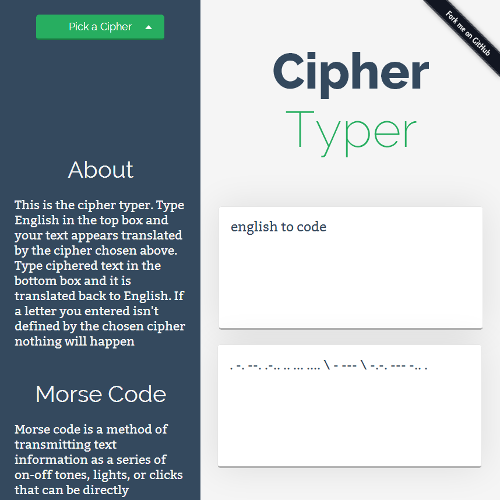 Pick a Cipher
Fork me on GitHub
Cipher
Typer
About
This is the cipher typer. Type
English in the top box and
your text appears translated
by the cipher chosen above.
Type ciphered text in the
bottom box and it is
translated back to English. If
a letter you entered isn't
defined by the chosen cipher
nothing will happen
Morse Code
Morse code is a method of
transmitting text
information as a series of
on-off tones, lights, or clicks
that can be directly
english to code
. -. --. .-.. .. ... .... \ - --- \ -.-. --- -.. .